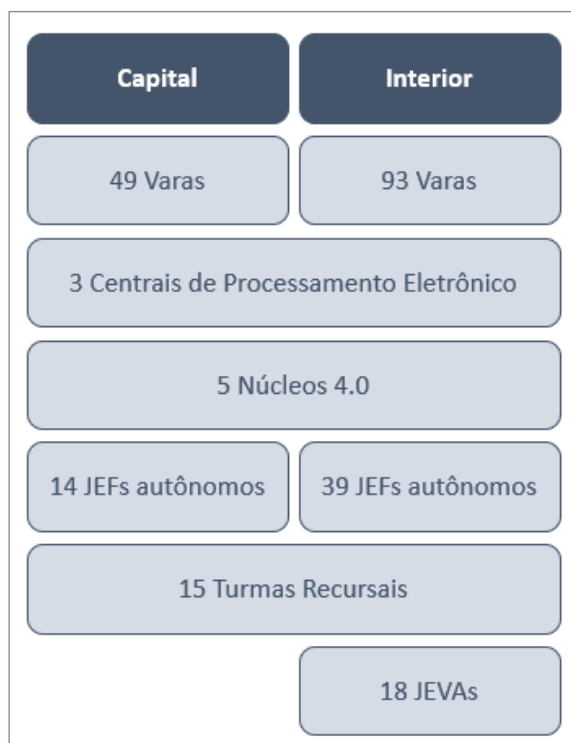 Capital
Interior
49 Varas
93 Varas
3 Centrais de Processamento Eletrônico
5 Núcleos 4.0
14 JEFs autônomos
39 JEFs autônomos
15 Turmas Recursais
18 JEVAs